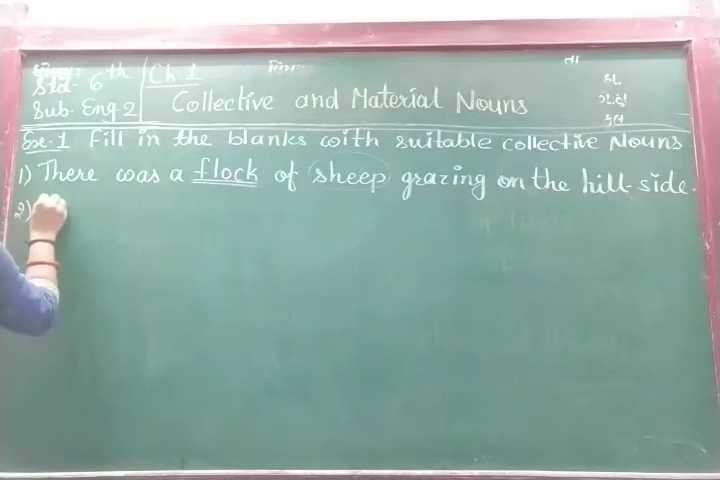 Std. 6th Ch 1
Sub. Eng. 2 Collective and Material Nouns
Ex-1 Fill in the blanks with suitable collective Nouns
1) There was a flock of sheep grazing on the hill-side.
2)